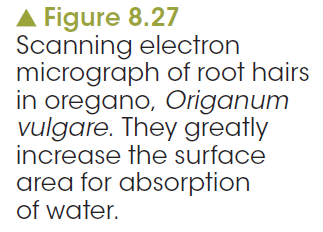 ▲ Figure 8.27
Scanning electron
micrograph of root hairs
in oregano, Origanum
vulgare. They greatly
increase the surface
area for absorption
of water.